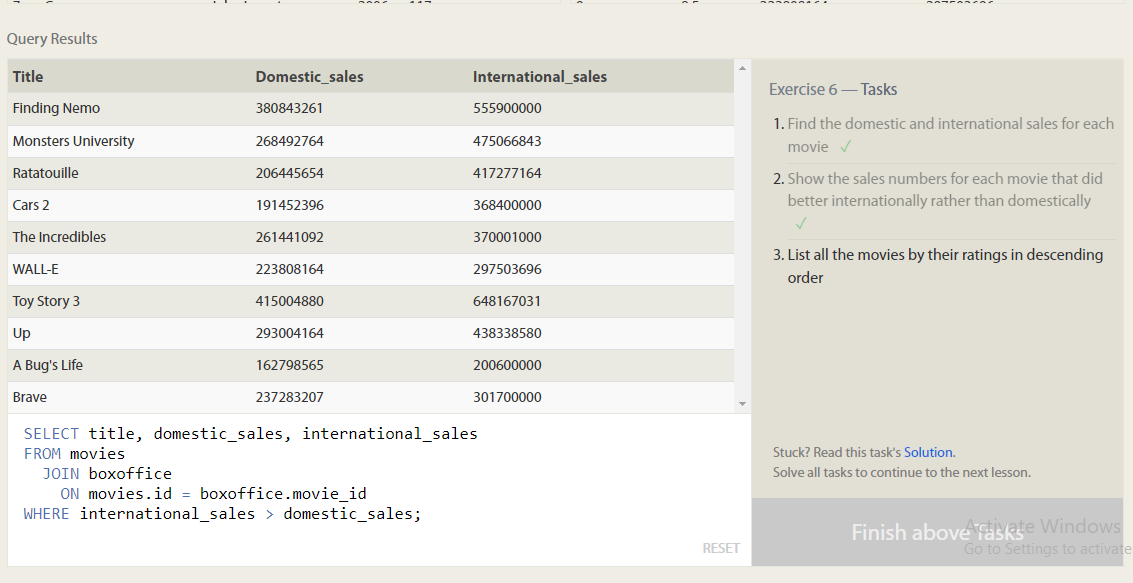 Query Results
Title Domestic_sales International_sales
Finding Nemo 380843261 555900000
Monsters University 268492764 475066843
Ratatouille 206445654 417277164
Cars 2 191452396 368400000
The Incredibles 261441092 370001000
WALL-E 223808164 297503696
Toy Story 3 415004880 648167031
Up 293004164 438338580
A Bug's Life 162798565 200600000
Brave 237283207 301700000
SELECT title, domestic_sales, international_sales
FROM movies
JOIN boxoffice
ON movies.id = boxoffice.movie_id
WHERE international_sales > domestic_sales;
RESET
Exercise 6 — Tasks
1. Find the domestic and international sales for each
movie ✓
2. Show the sales numbers for each movie that did
better internationally rather than domestically
✓
3. List all the movies by their ratings in descending
order
Stuck? Read this task's Solution.
Solve all tasks to continue to the next lesson.
Finish above Tasks
Activate Windows
Go to Settings to activate